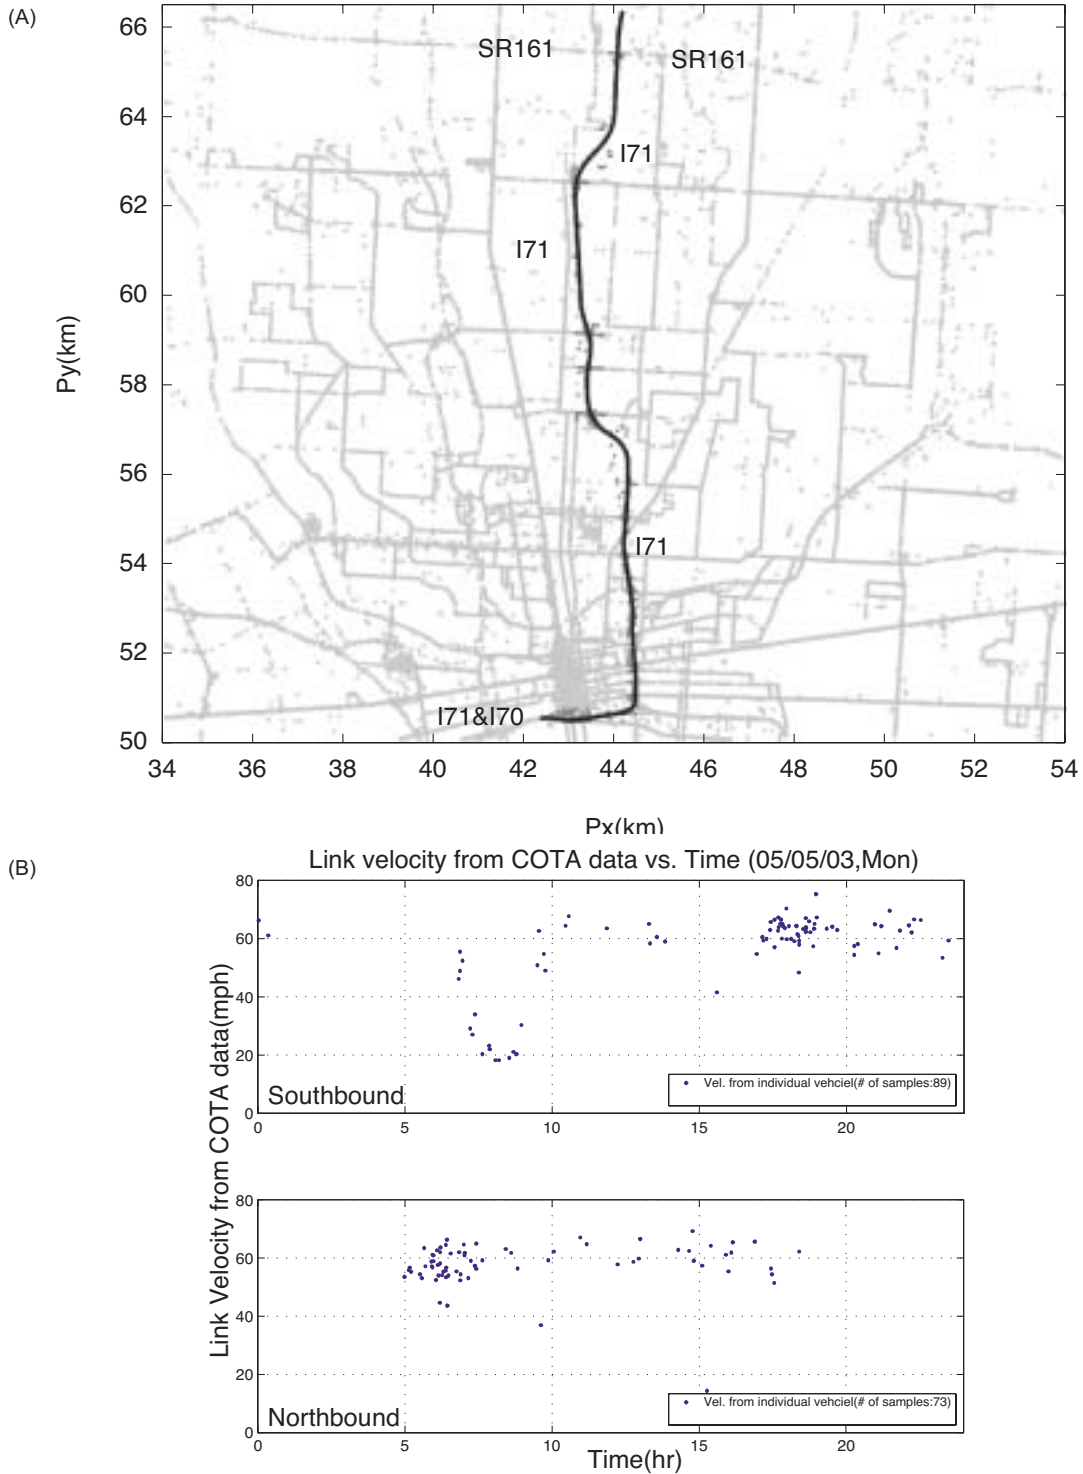 (A)
66
64
62
60
58
56
54
52
50
Py(km)
SR161
SR161
I71
I71
I71
I71&I70
34 36 38 40 42 44 46 48 50 52 54
Px(km)
(B)
Link velocity from COTA data vs. Time (05/05/03,Mon)
Link Velocity from COTA data(mph)
80
60
40
20
0
Southbound
Vel. from individual vehciel(# of samples:89)
0 5 10 15 20
80
60
40
20
0
Northbound
Vel. from individual vehciel(# of samples:73)
0 5 10 15 20
Time(hr)